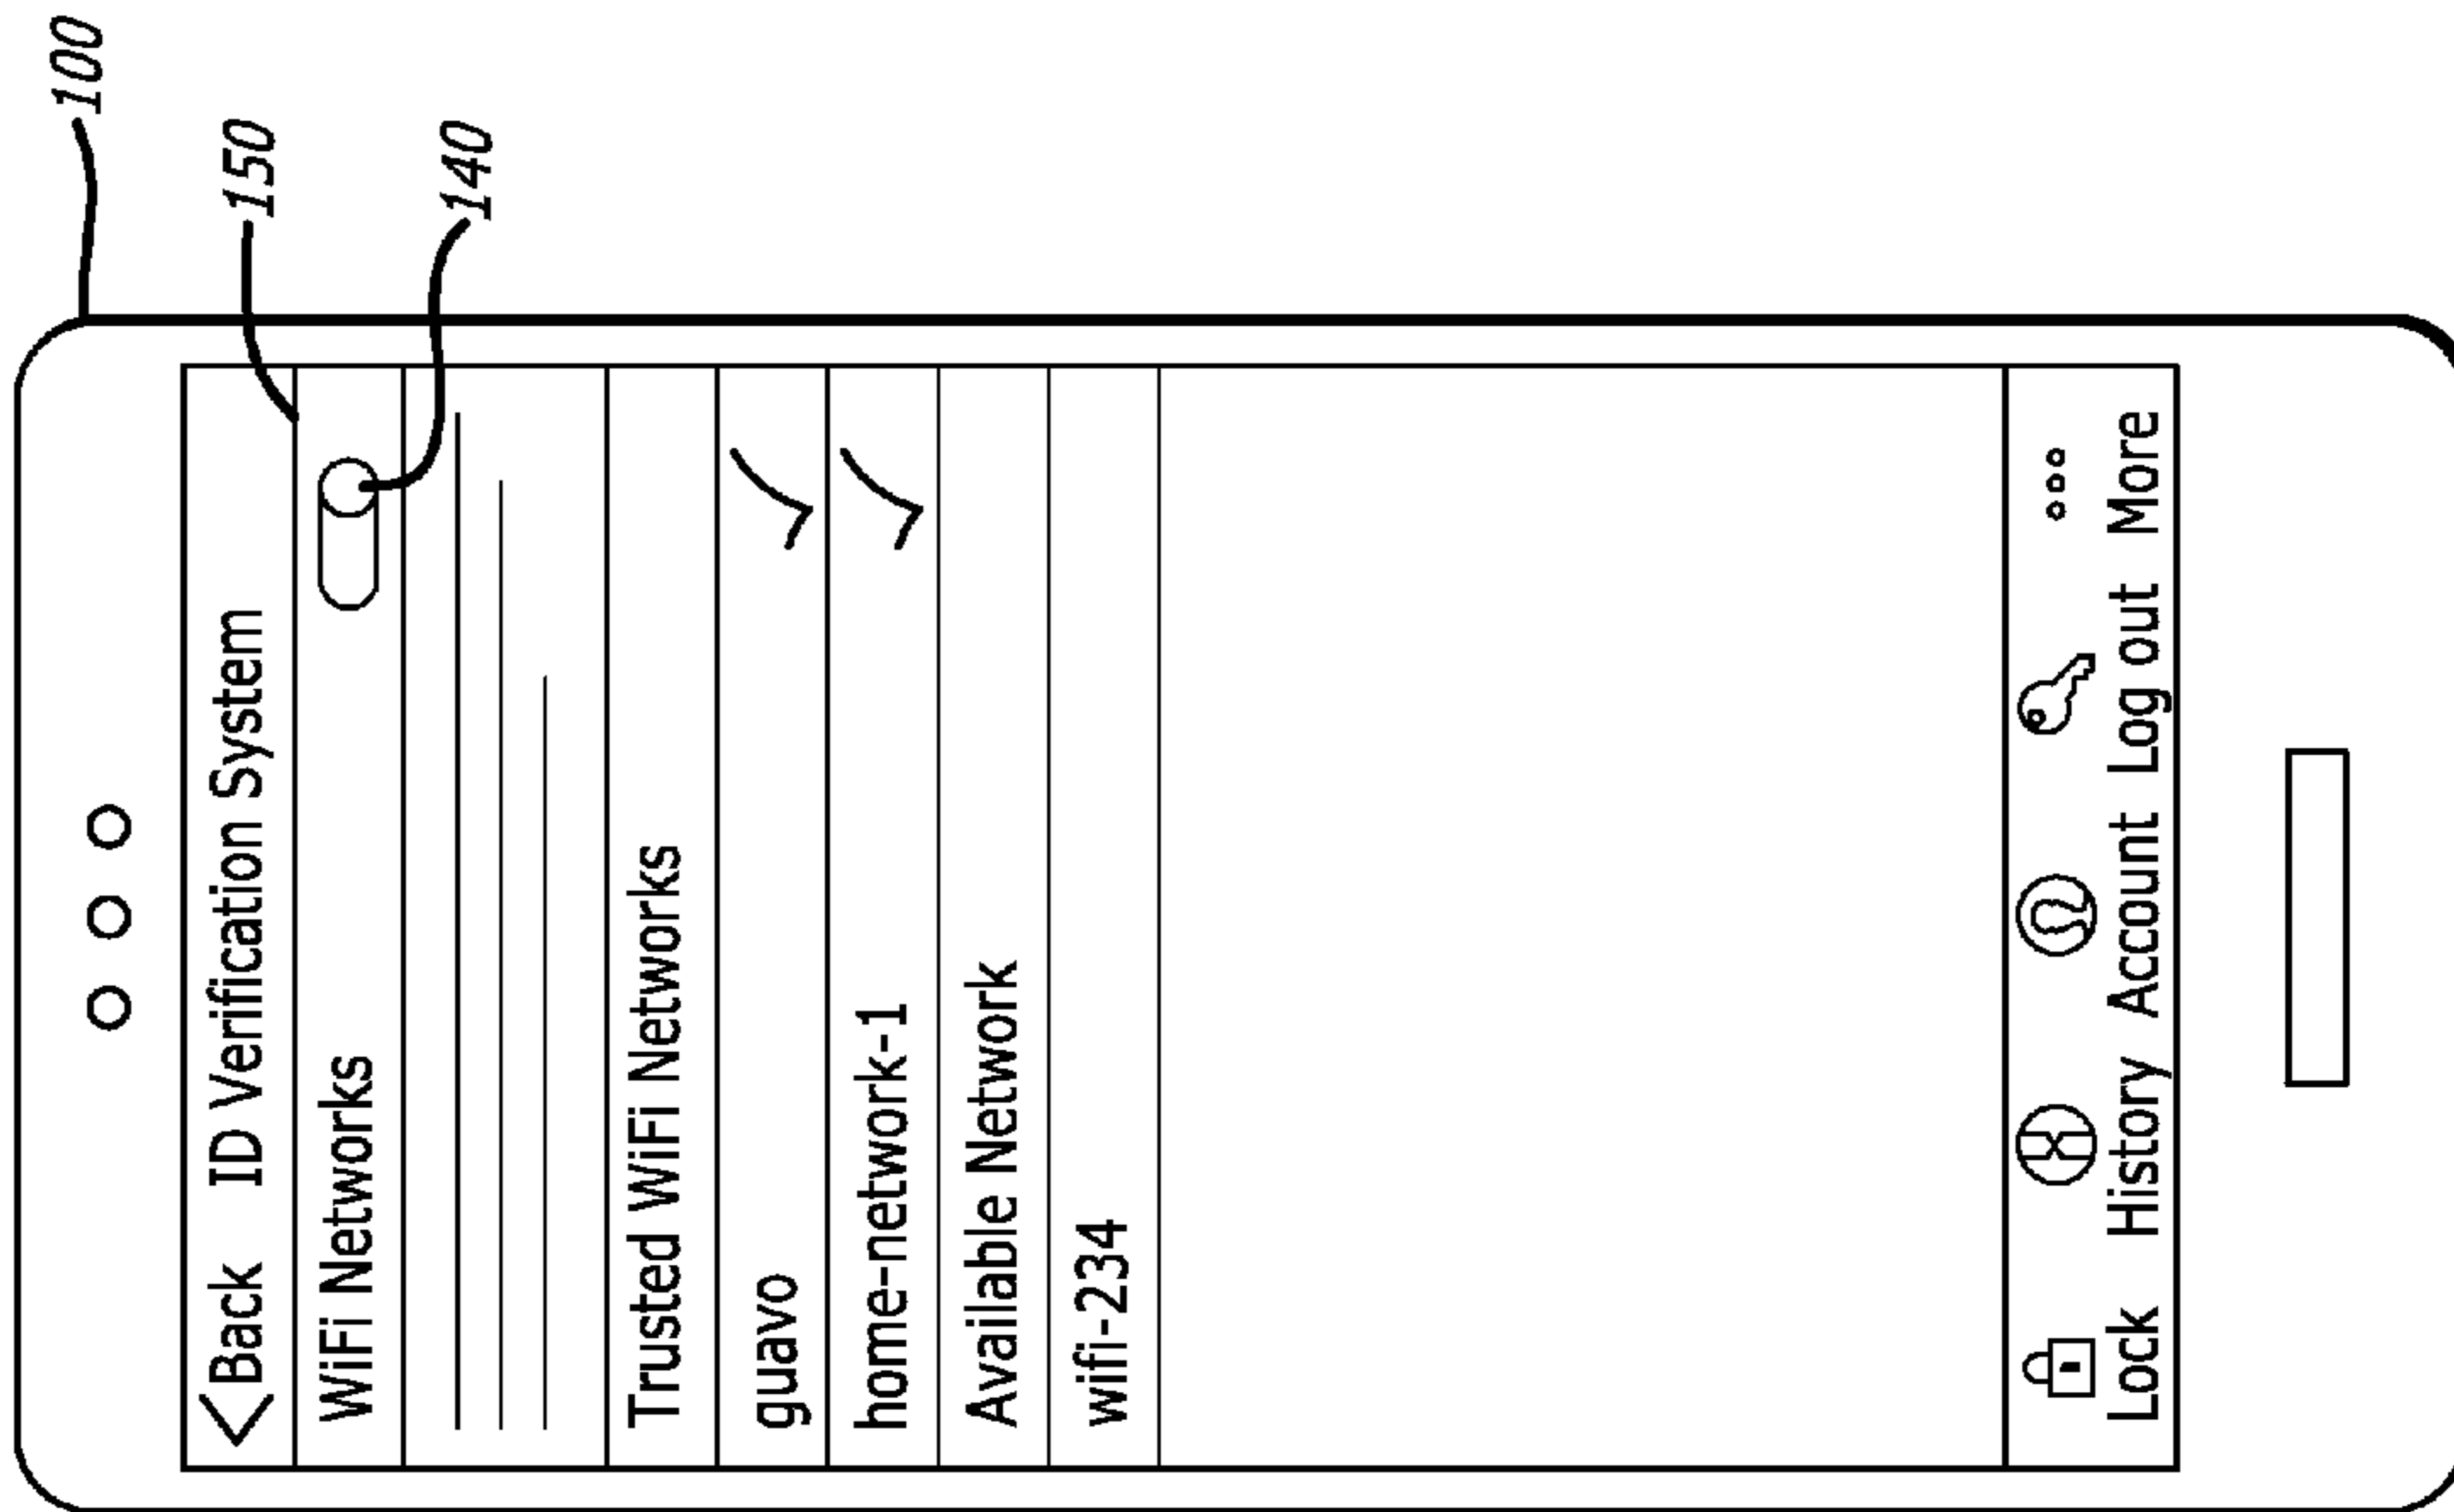 100
150
140
Back ID Verification System
WiFi Networks
Trusted WiFi Networks
guavo
home-network-1
Available Network
wifi-234
Lock History Account Log out More